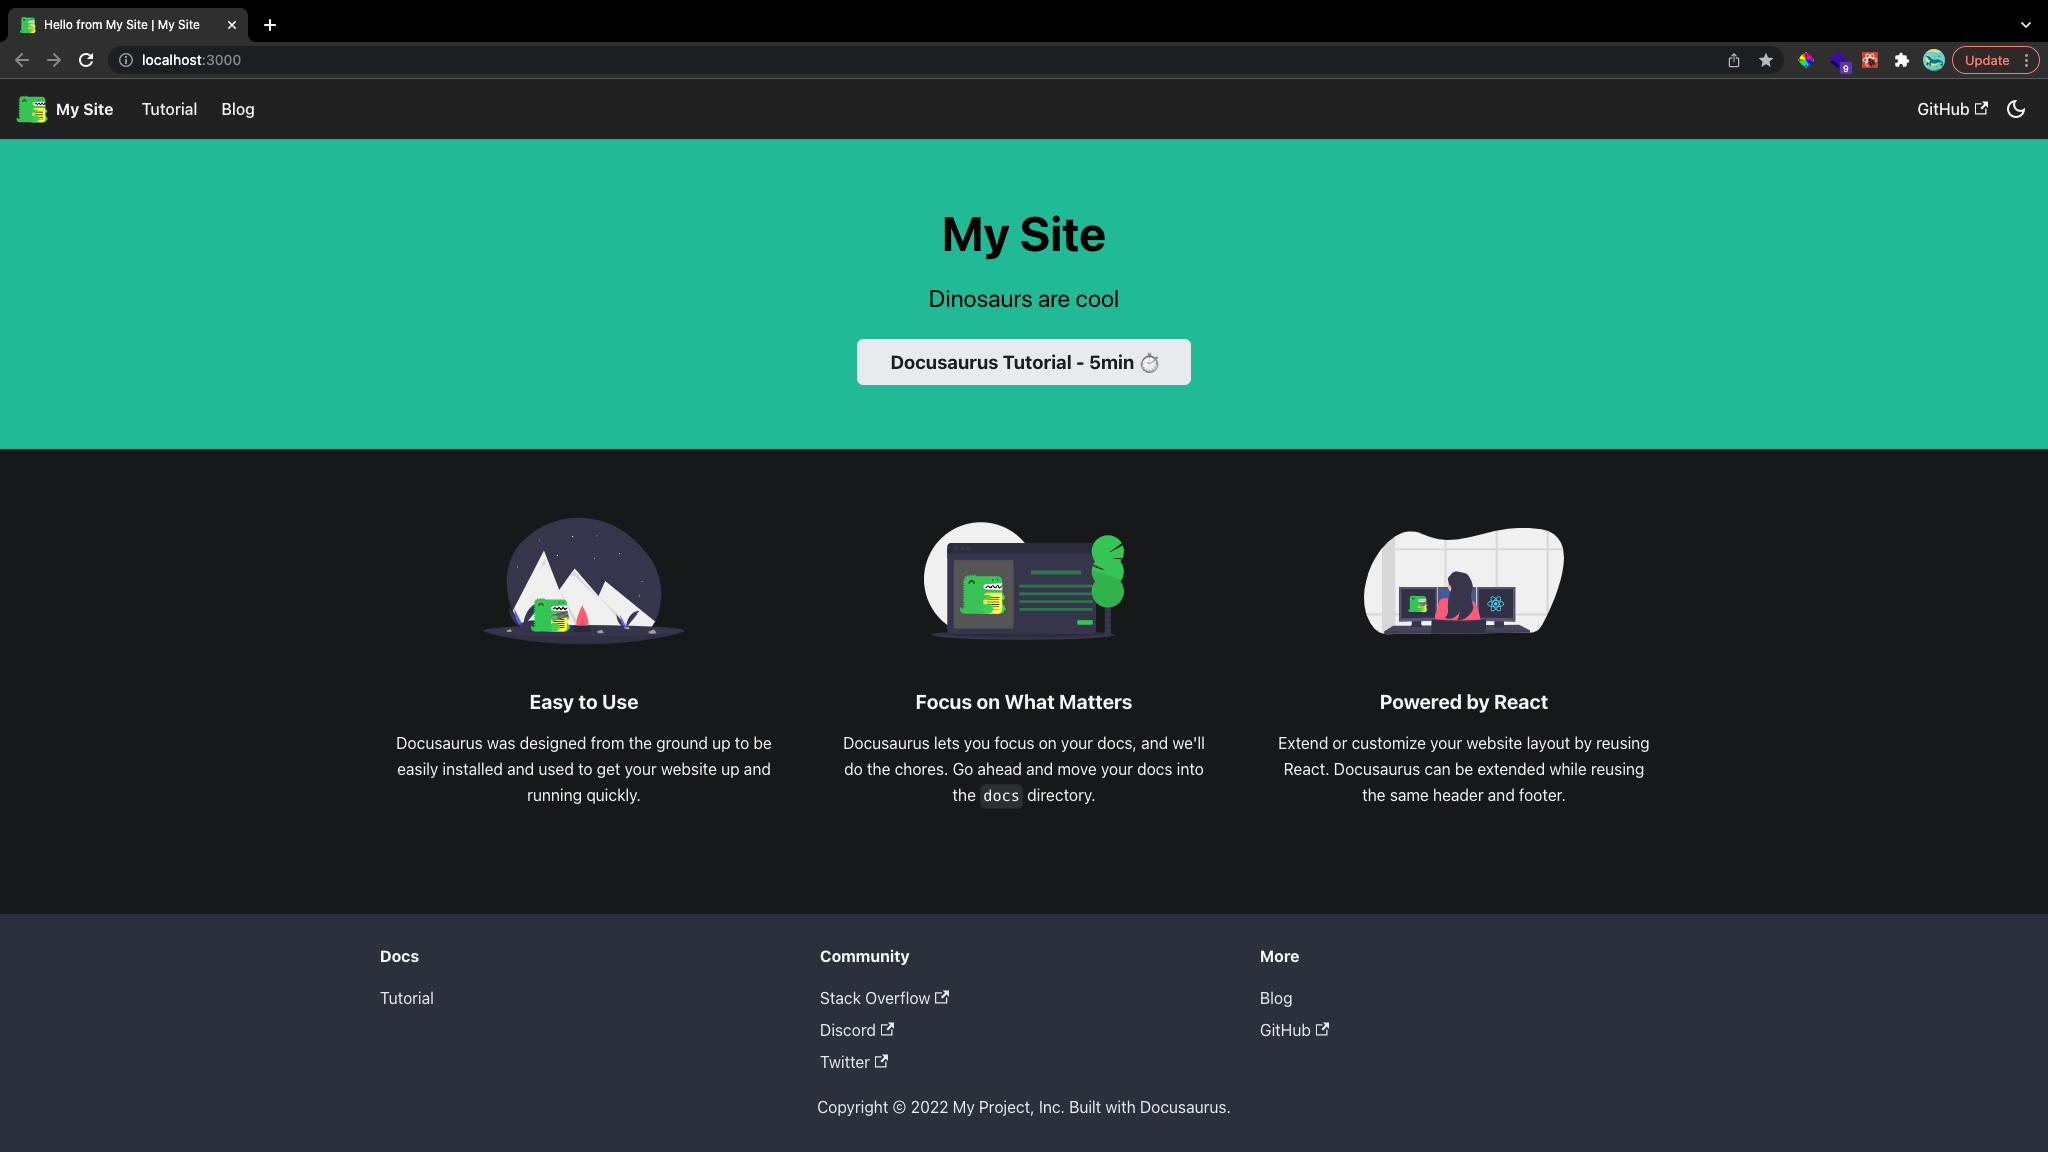 Hello from My Site | My Site
localhost:3000
9
Update
My Site
Tutorial
Blog
GitHub
My Site
Dinosaurs are cool
Docusaurus Tutorial - 5min ⏱️
Easy to Use
Docusaurus was designed from the ground up to be
easily installed and used to get your website up and
running quickly.
Focus on What Matters
Docusaurus lets you focus on your docs, and we'll
do the chores. Go ahead and move your docs into
the docs directory.
Powered by React
Extend or customize your website layout by reusing
React. Docusaurus can be extended while reusing
the same header and footer.
Docs
Tutorial
Community
Stack Overflow
Discord
Twitter
More
Blog
GitHub
Copyright © 2022 My Project, Inc. Built with Docusaurus.